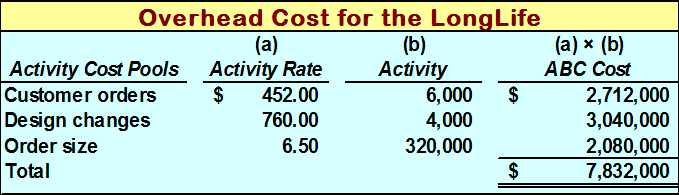 Overhead Cost for the LongLife
(a) (b) (a) × (b)
Activity Cost Pools Activity Rate Activity ABC Cost
Customer orders $ 452.00 6,000 $ 2,712,000
Design changes 760.00 4,000 3,040,000
Order size 6.50 320,000 2,080,000
Total $ 7,832,000